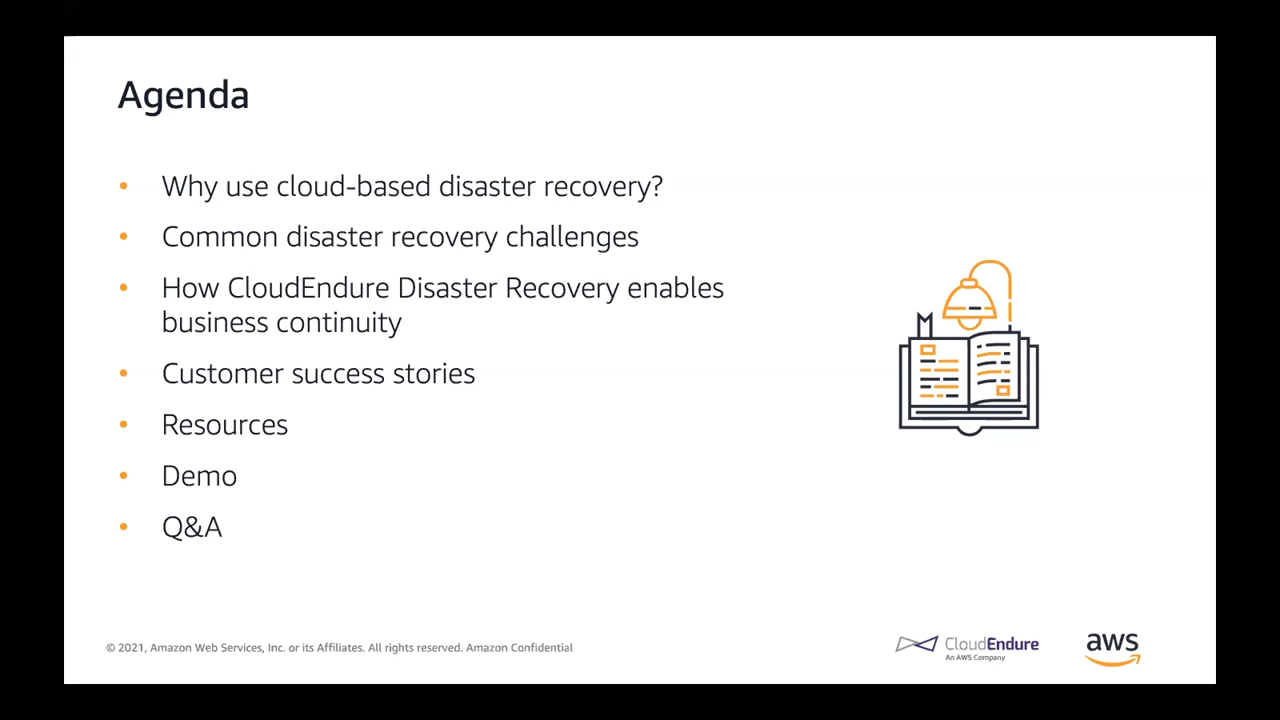 Agenda
• Why use cloud-based disaster recovery?
• Common disaster recovery challenges
• How CloudEndure Disaster Recovery enables
business continuity
• Customer success stories
• Resources
• Demo
• Q&A
© 2021, Amazon Web Services, Inc. or its Affiliates. All rights reserved. Amazon Confidential
CloudEndure
An AWS Company
aws